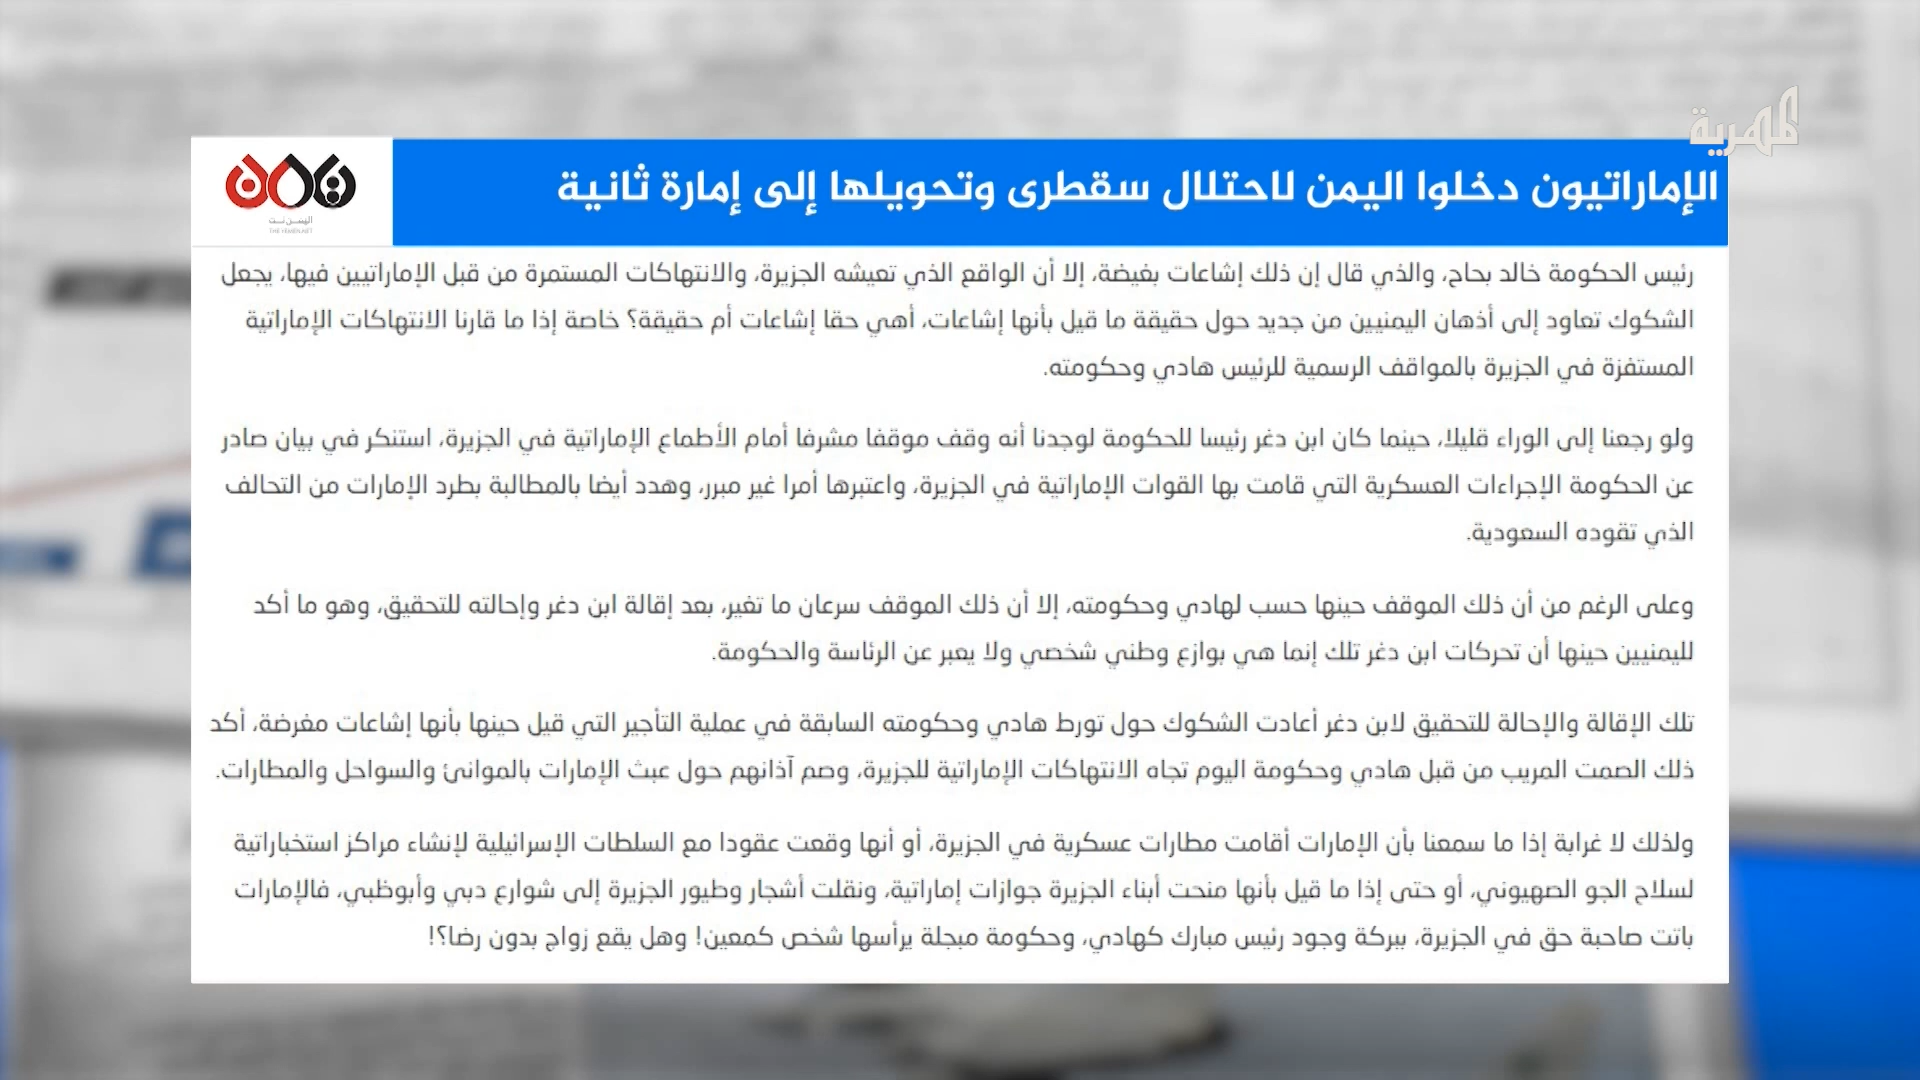 المهرية
الإماراتيون دخلوا اليمن لاحتلال سقطرى وتحويلها إلى إمارة ثانية
اليمن نت
THE YEMEN.NET
رئيس الحكومة خالد بحاح، والذي قال إن ذلك إشاعات بغيضة، إلا أن الواقع الذي تعيشه الجزيرة، والانتهاكات المستمرة من قبل الإماراتيين فيها، يجعل
الشكوك تعاود إلى أذهان اليمنيين من جديد حول حقيقة ما قيل بأنها إشاعات، أهي حقا إشاعات أم حقيقة؟ خاصة إذا ما قارنا الانتهاكات الإماراتية
المستفزة في الجزيرة بالمواقف الرسمية للرئيس هادي وحكومته.
ولو رجعنا إلى الوراء قليلا، حينما كان ابن دغر رئيسا للحكومة لوجدنا أنه وقف موقفا مشرفا أمام الأطماع الإماراتية في الجزيرة، استنكر في بيان صادر
عن الحكومة الإجراءات العسكرية التي قامت بها القوات الإماراتية في الجزيرة، واعتبرها أمرا غير مبرر، وهدد أيضا بالمطالبة بطرد الإمارات من التحالف
الذي تقوده السعودية.
وعلى الرغم من أن ذلك الموقف حينها حسب لهادي وحكومته، إلا أن ذلك الموقف سرعان ما تغير، بعد إقالة ابن دغر وإحالته للتحقيق، وهو ما أكد
لليمنيين حينها أن تحركات ابن دغر تلك إنما هي بوازع وطني شخصي ولا يعبر عن الرئاسة والحكومة.
تلك الإقالة والإحالة للتحقيق لابن دغر أعادت الشكوك حول تورط هادي وحكومته السابقة في عملية التأجير التي قيل حينها بأنها إشاعات مغرضة، أكد
ذلك الصمت المريب من قبل هادي وحكومة اليوم تجاه الانتهاكات الإماراتية للجزيرة، وصم آذانهم حول عبث الإمارات بالموانئ والسواحل والمطارات.
ولذلك لا غرابة إذا ما سمعنا بأن الإمارات أقامت مطارات عسكرية في الجزيرة، أو أنها وقعت عقودا مع السلطات الإسرائيلية لإنشاء مراكز استخباراتية
لسلاح الجو الصهيوني، أو حتى إذا ما قيل بأنها منحت أبناء الجزيرة جوازات إماراتية، ونقلت أشجار وطيور الجزيرة إلى شوارع دبي وأبوظبي، فالإمارات
باتت صاحبة حق في الجزيرة، ببركة وجود رئيس مبارك كهادي، وحكومة مبجلة يرأسها شخص كمعين! وهل يقع زواج بدون رضا؟!